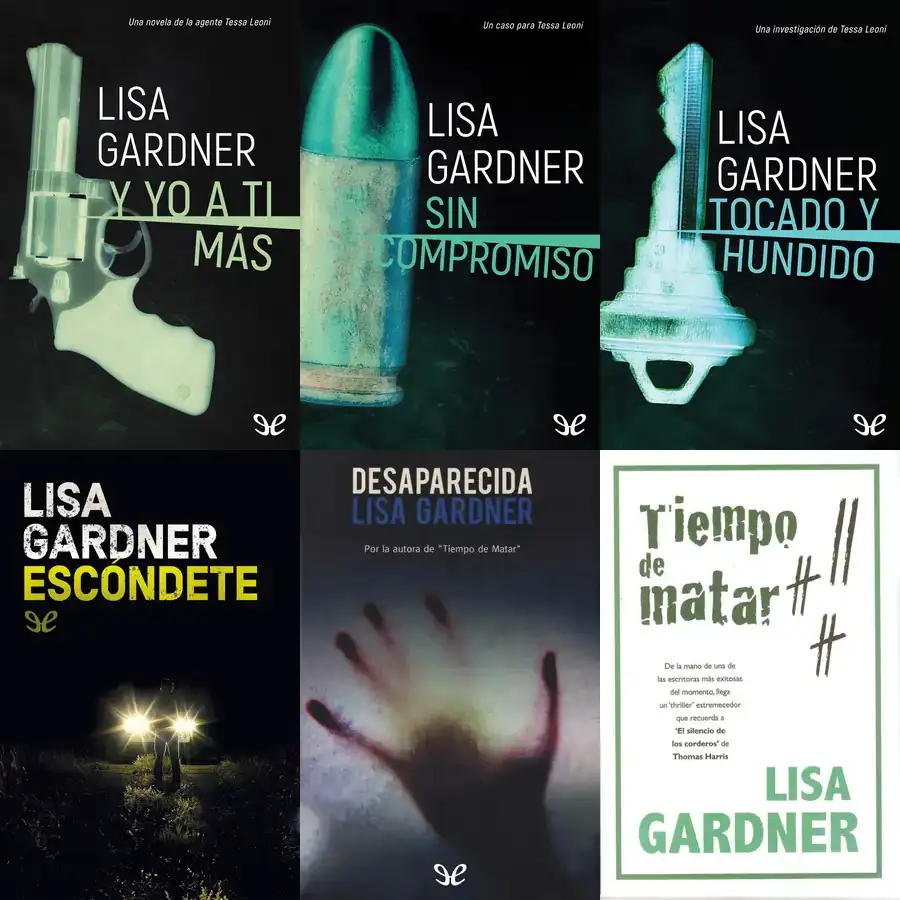 Una novela de la agente Tessa Leoni
LISA
GARDNER
Y YO A TI
MÁS
Un caso para Tessa Leoni
LISA
GARDNER
SIN
COMPROMISO
Una investigación de Tessa Leoni
LISA
GARDNER
TOCADO Y
HUNDIDO
LISA
GARDNER
ESCÓNDETE
DESAPARECIDA
LISA GARDNER
Por la autora de "Tiempo de Matar"
Tiempo
de
matar
De la mano de una de
las escritoras más exitosas
del momento, llega
un 'thriller' estremecedor
que recuerda a
'El silencio de
los corderos' de
Thomas Harris
LISA
GARDNER